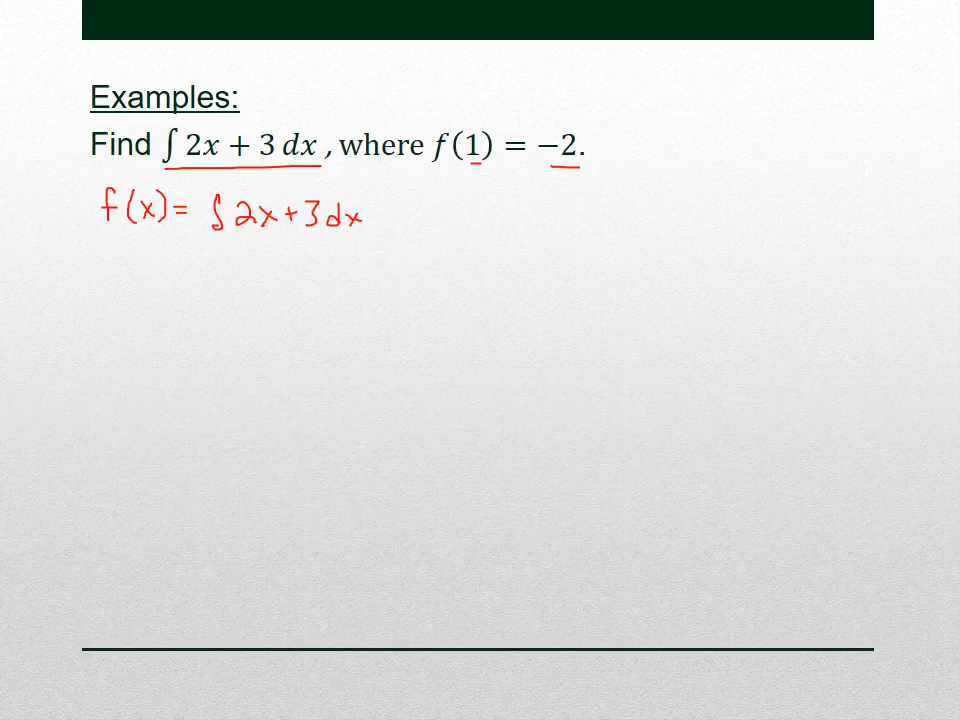 Examples:
Find ∫ 2x + 3 dx , where f(1) = −2.
f(x) = ∫ 2x + 3 dx